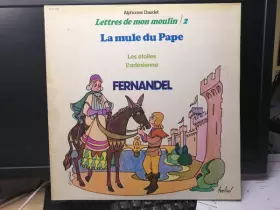 Alphonse Daudet
Lettres de mon moulin / 2
La mule du Pape
Les étoiles
L'arlésienne
FERNANDEL